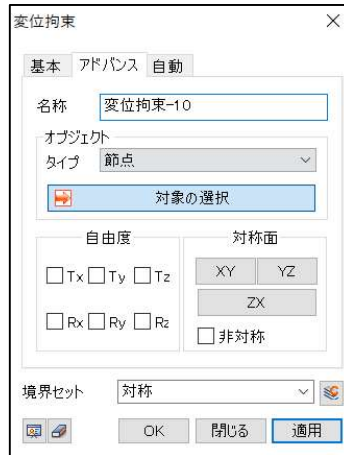 変位拘束
基本 アドバンス 自動
名称 変位拘束-10
オブジェクト
タイプ 節点
対象の選択
自由度 対称面
Tx Ty Tz XY YZ
ZX
Rx Ry Rz 非対称
境界セット 対称
OK 閉じる 適用